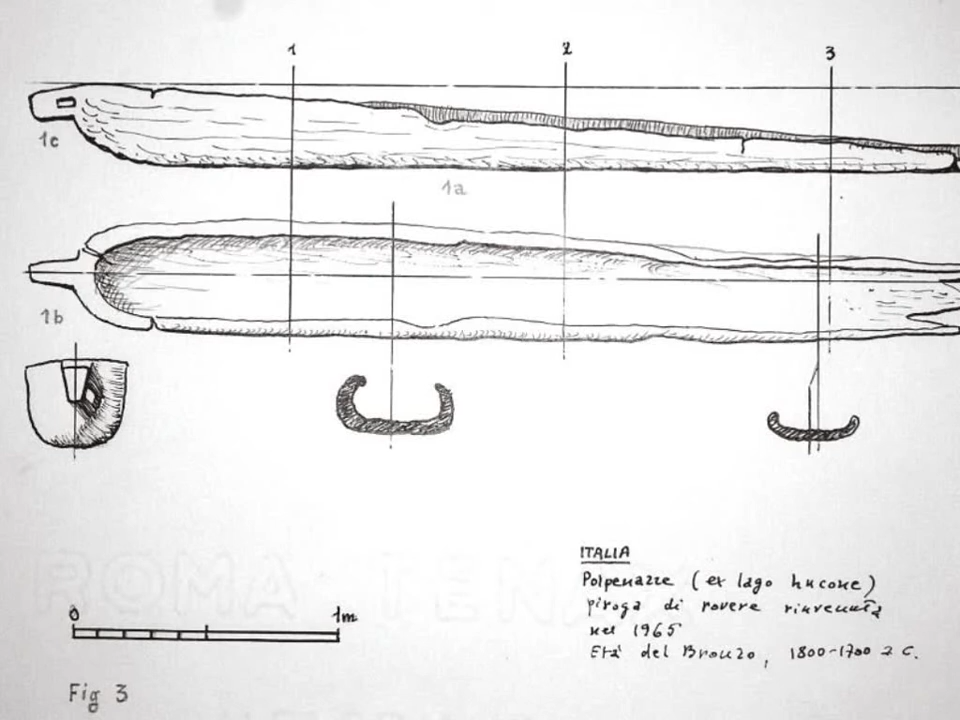 1 2 3
1c
1a
1b
ROMA
ITALIA
Polpenazze (ex lago Lucone)
piroga di rovere rinvenuta
nel 1965
Età del Bronzo, 1800-1700 a C.
0 1m
Fig 3